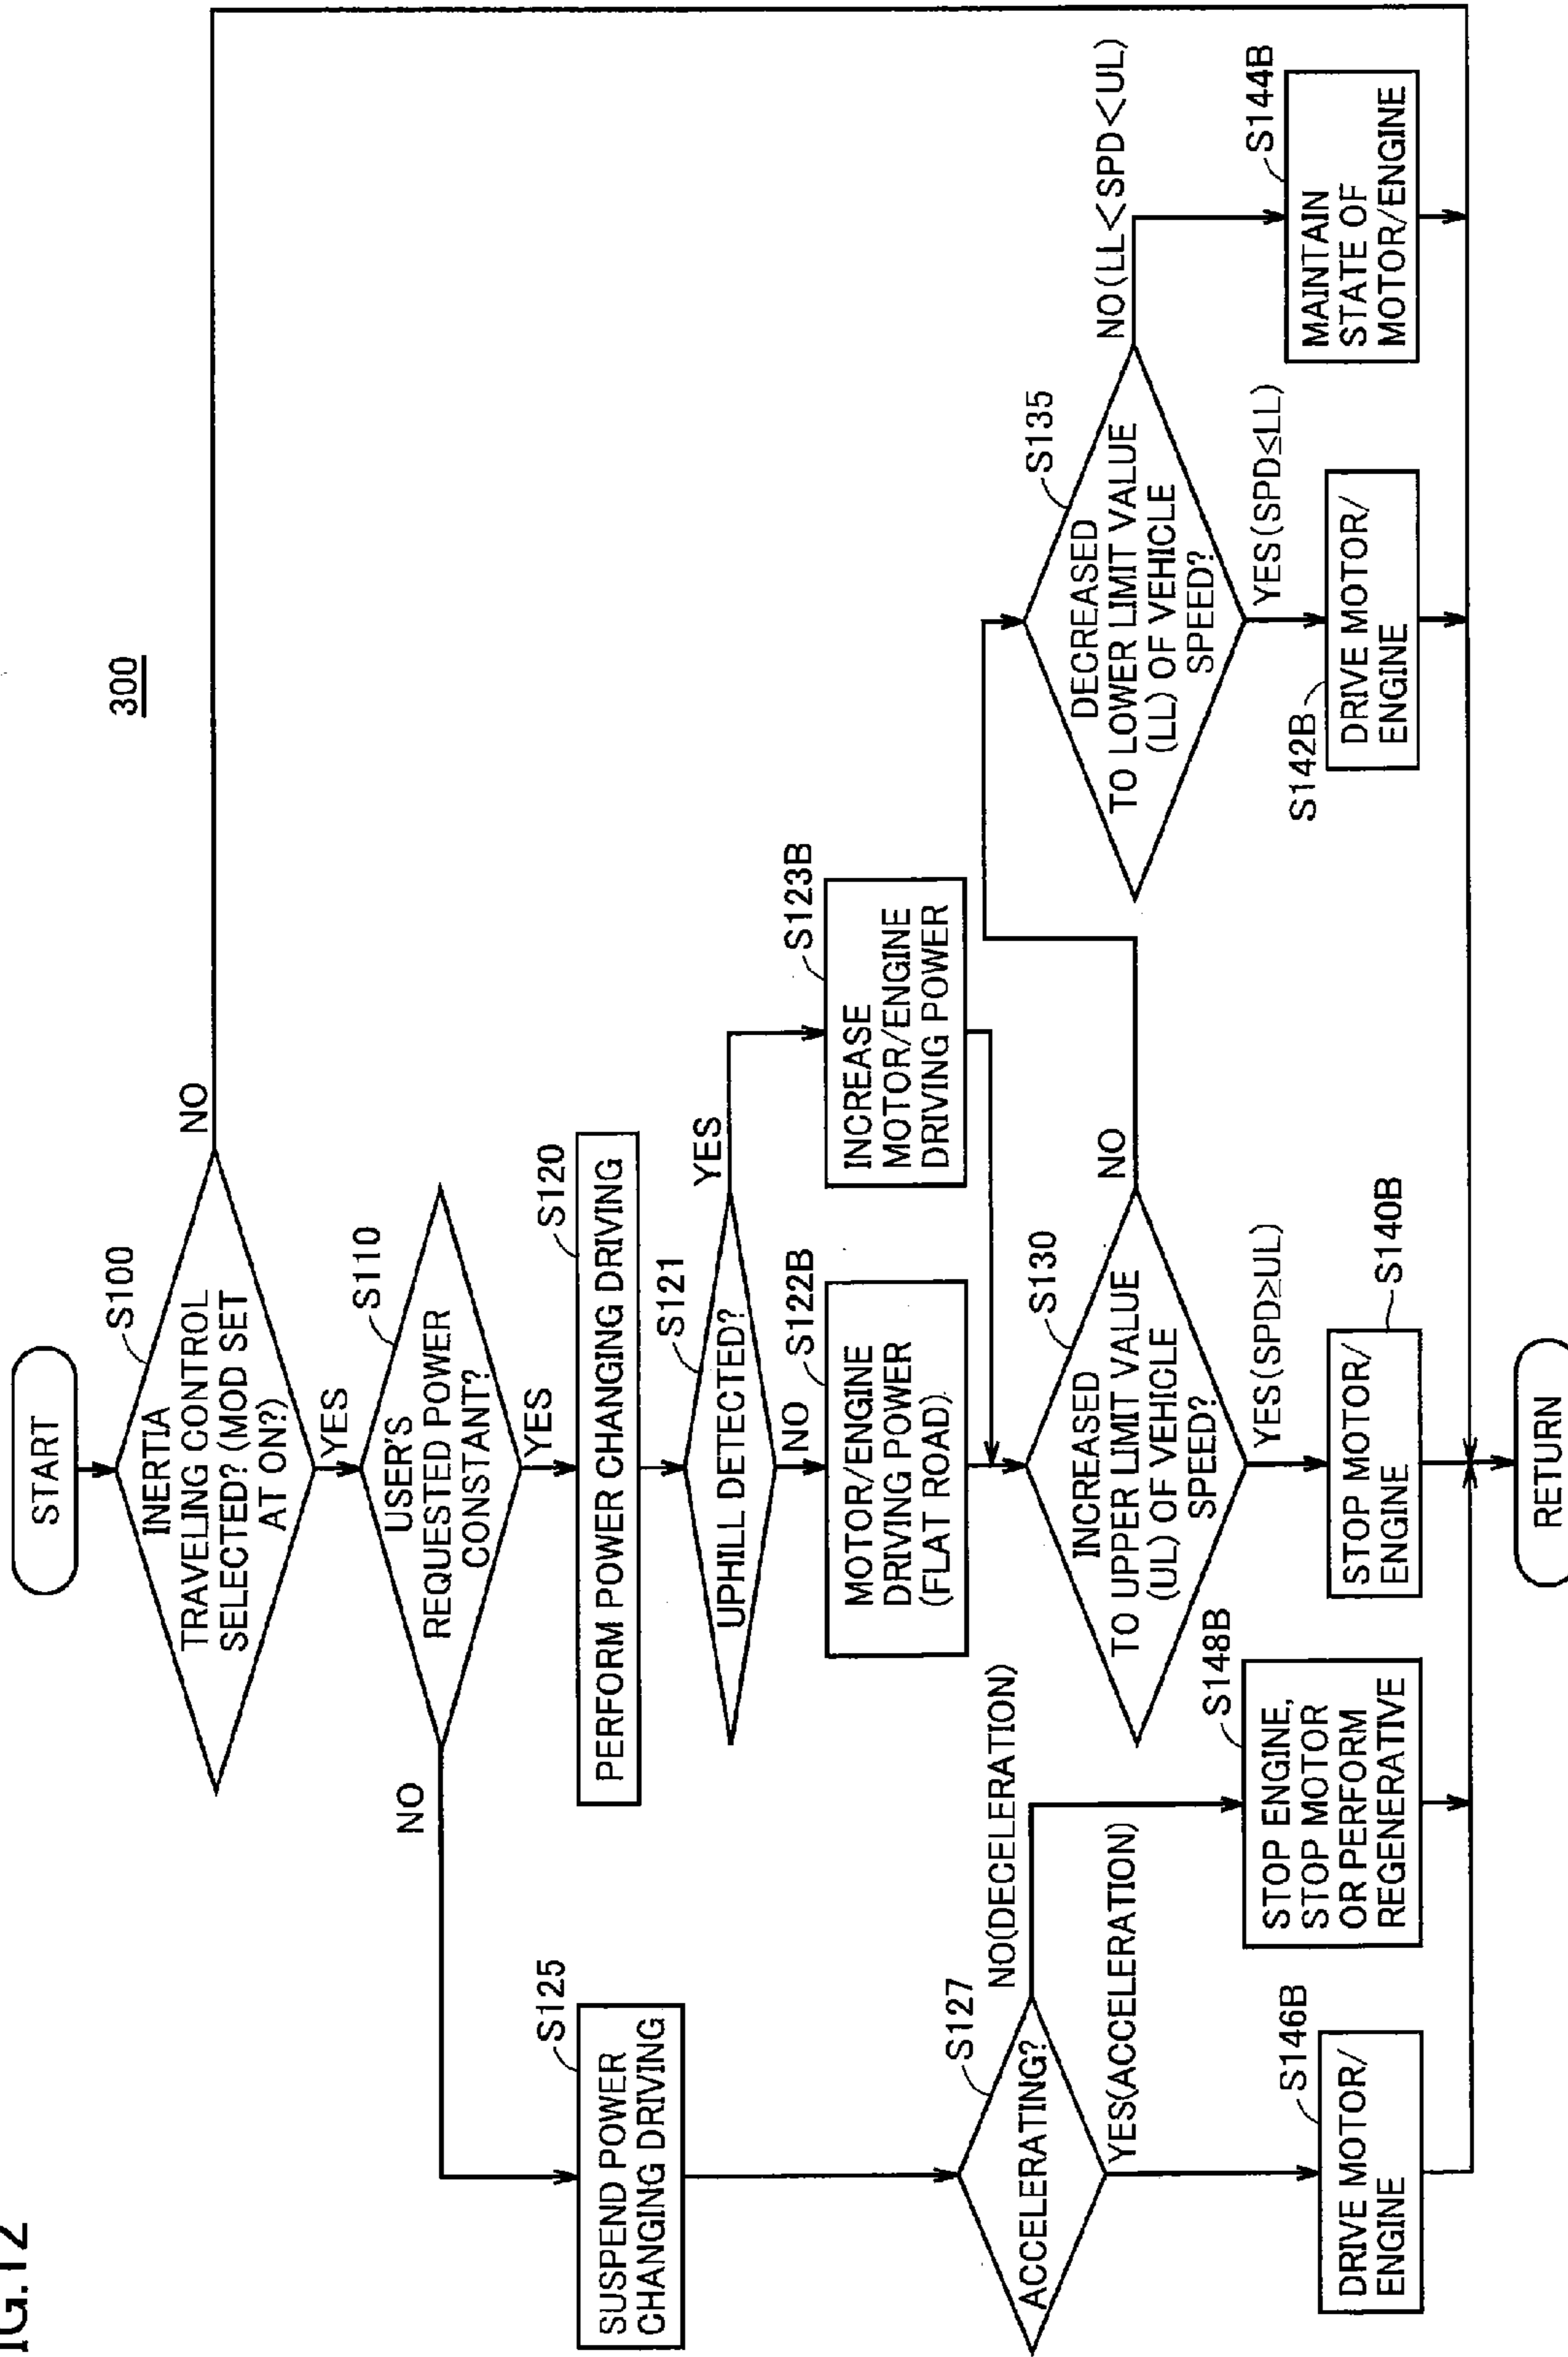 IG.12
300
START
S100
INERTIA
TRAVELING CONTROL
SELECTED? (MOD SET
AT ON?)
NO
YES
S110
USER'S
REQUESTED POWER
CONSTANT?
NO
YES
S120
PERFORM POWER CHANGING DRIVING
S125
SUSPEND POWER
CHANGING DRIVING
S121
UPHILL DETECTED?
YES
NO
S122B
MOTOR/ENGINE
DRIVING POWER
(FLAT ROAD)
S123B
INCREASE
MOTOR/ENGINE
DRIVING POWER
S127
ACCELERATING?
NO(DECELERATION)
YES(ACCELERATION)
S130
INCREASED
TO UPPER LIMIT VALUE
(UL) OF VEHICLE
SPEED?
NO
YES(SPD≥UL)
S135
DECREASED
TO LOWER LIMIT VALUE
(LL) OF VEHICLE
SPEED?
NO(LL<SPD<UL)
YES(SPD≤LL)
S146B
DRIVE MOTOR/
ENGINE
S148B
STOP ENGINE,
STOP MOTOR
OR PERFORM
REGENERATIVE
S140B
STOP MOTOR/
ENGINE
S142B
DRIVE MOTOR/
ENGINE
S144B
MAINTAIN
STATE OF
MOTOR/ENGINE
RETURN